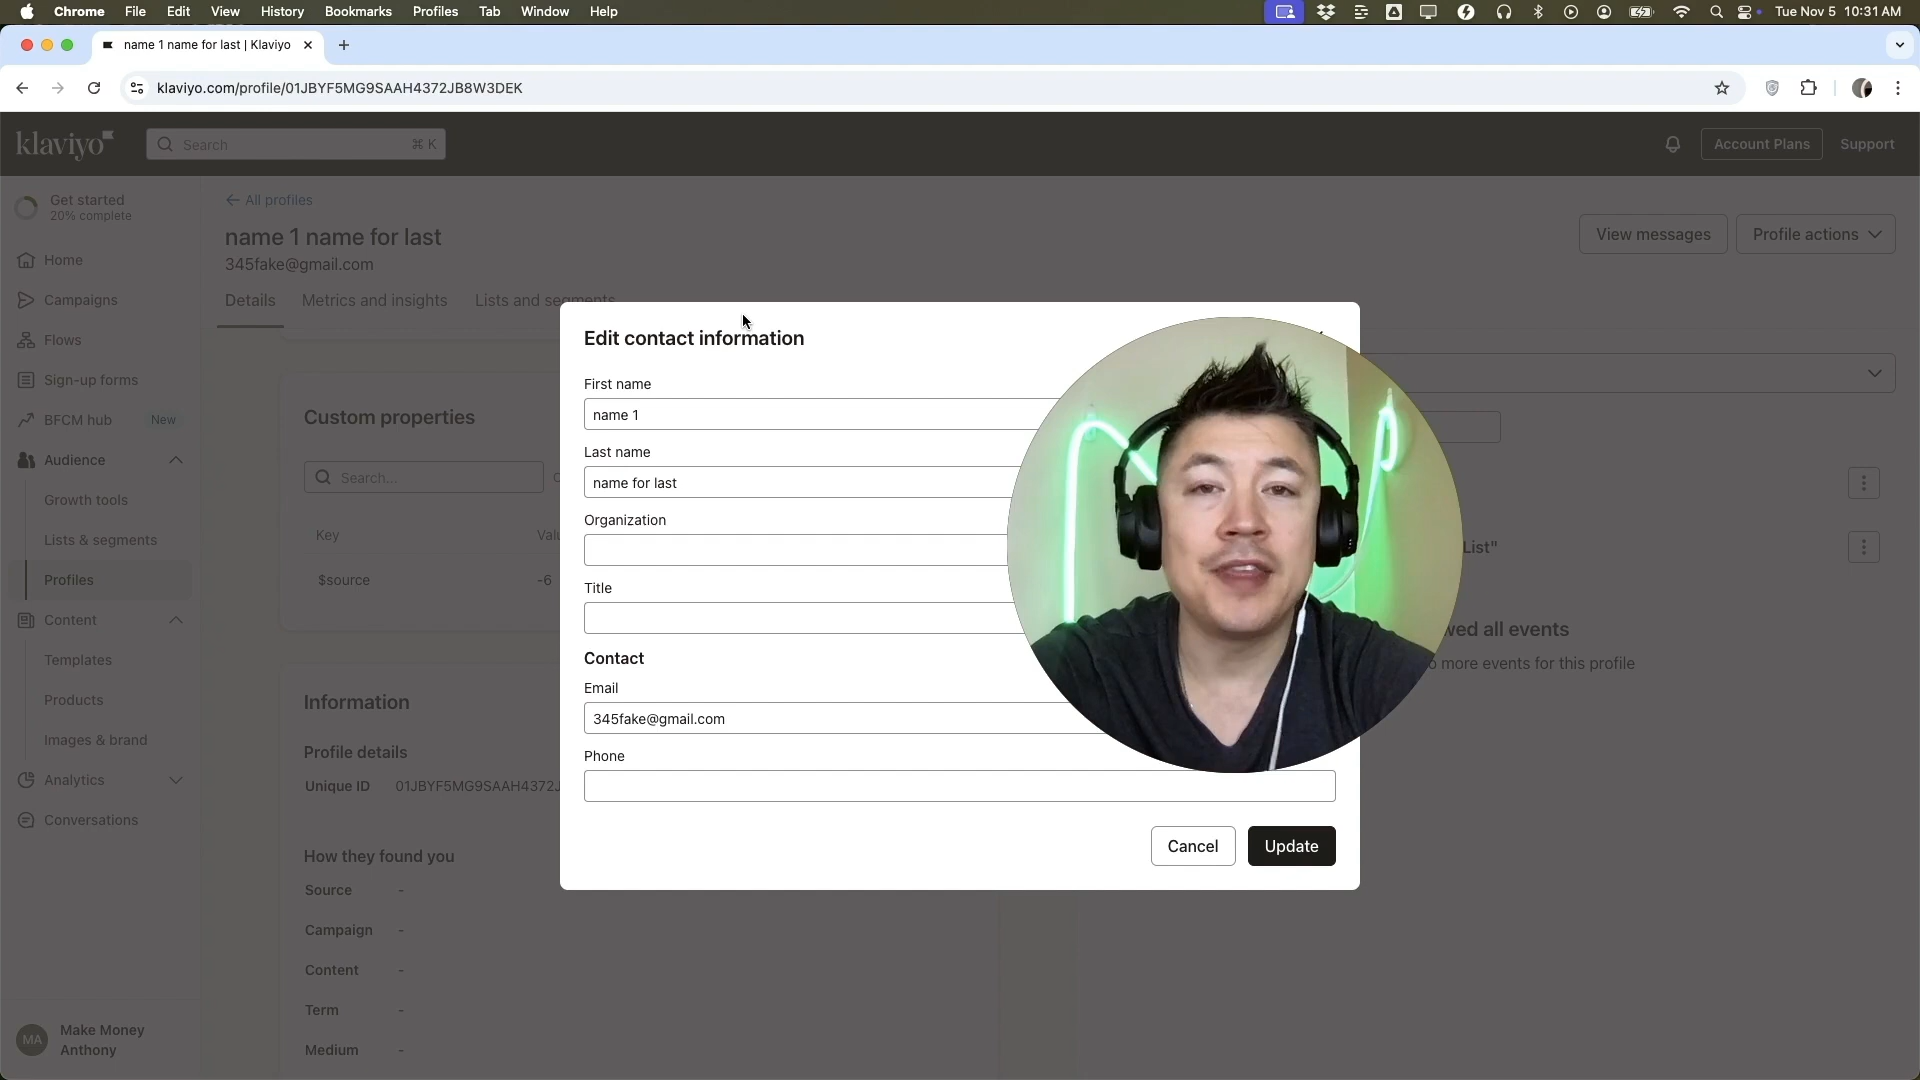 Chrome File Edit View History Bookmarks Profiles Tab Window Help Tue Nov 5 10:31 AM
name 1 name for last | Klaviyo
klaviyo.com/profile/01JBYF5MG9SAAH4372JB8W3DEK
klaviyo Search ⌘ K Account Plans Support
Get started
20% complete
Home
Campaigns
Flows
Sign-up forms
BFCM hub New
Audience
Growth tools
Lists & segments
Profiles
Content
Templates
Products
Images & brand
Analytics
Conversations
MA Make Money
Anthony
← All profiles
name 1 name for last
345fake@gmail.com
View messages Profile actions
Details Metrics and insights Lists and segments
Custom properties
Search...
Key
$source -6
Information
Profile details
Unique ID 01JBYF5MG9SAAH4372J
How they found you
Source -
Campaign -
Content -
Term -
Medium -
Edit contact information
First name
name 1
Last name
name for last
Organization
Title
Contact
Email
345fake@gmail.com
Phone
Cancel Update
List"
all events
more events for this profile